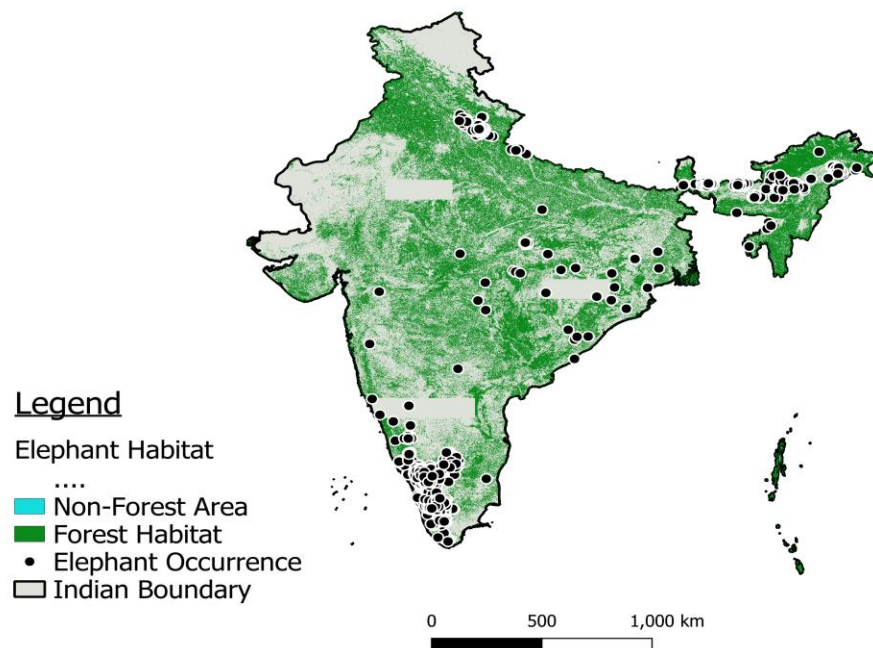 Legend
Elephant Habitat
....
Non-Forest Area
Forest Habitat
Elephant Occurrence
Indian Boundary
0 500 1,000 km